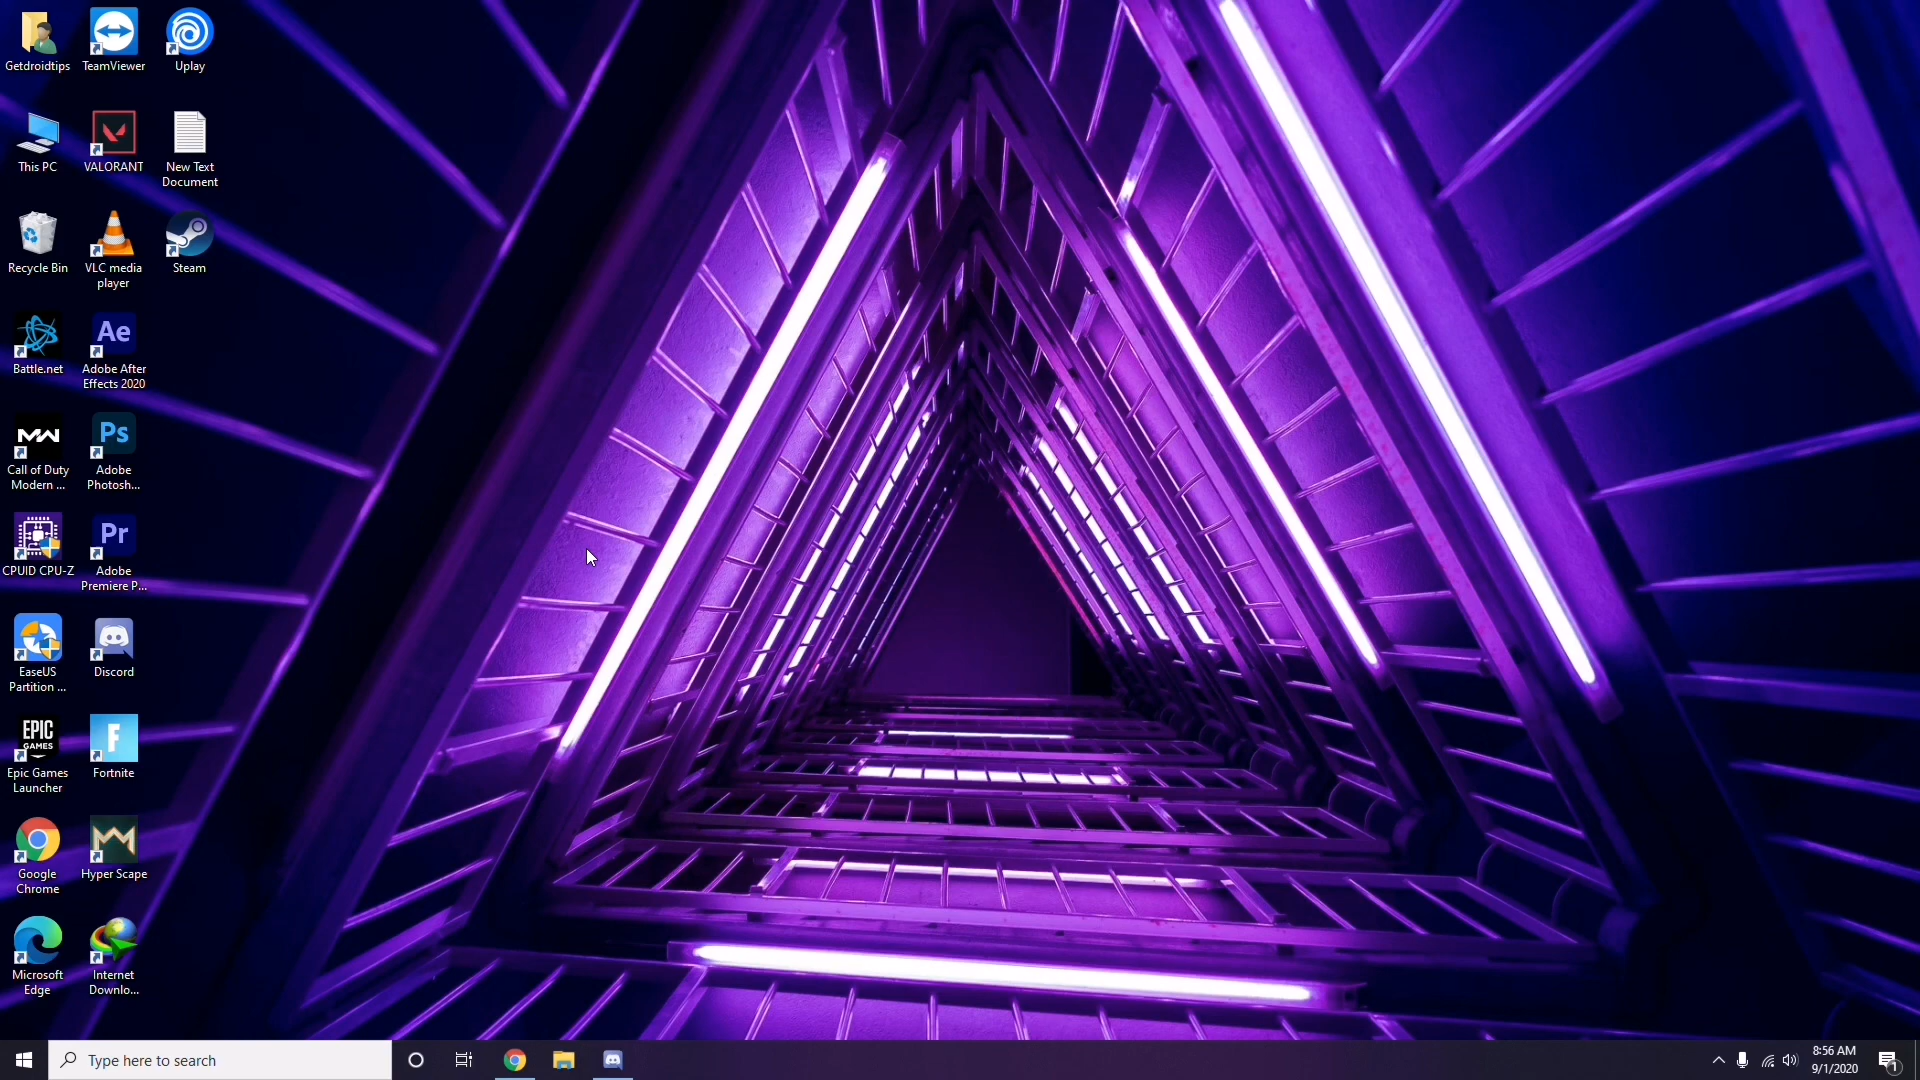 Getdroidtips
TeamViewer
Uplay
This PC
VALORANT
New Text
Document
Recycle Bin
VLC media
player
Steam
Battle.net
Ae
Adobe After
Effects 2020
MW
Call of Duty
Modern ...
Ps
Adobe
Photosh...
CPUID CPU-Z
Pr
Adobe
Premiere P...
EaseUS
Partition ...
Discord
EPIC
GAMES
Epic Games
Launcher
F
Fortnite
Google
Chrome
Hyper Scape
Microsoft
Edge
Internet
Downlo...
Type here to search
8:56 AM
9/1/2020
1